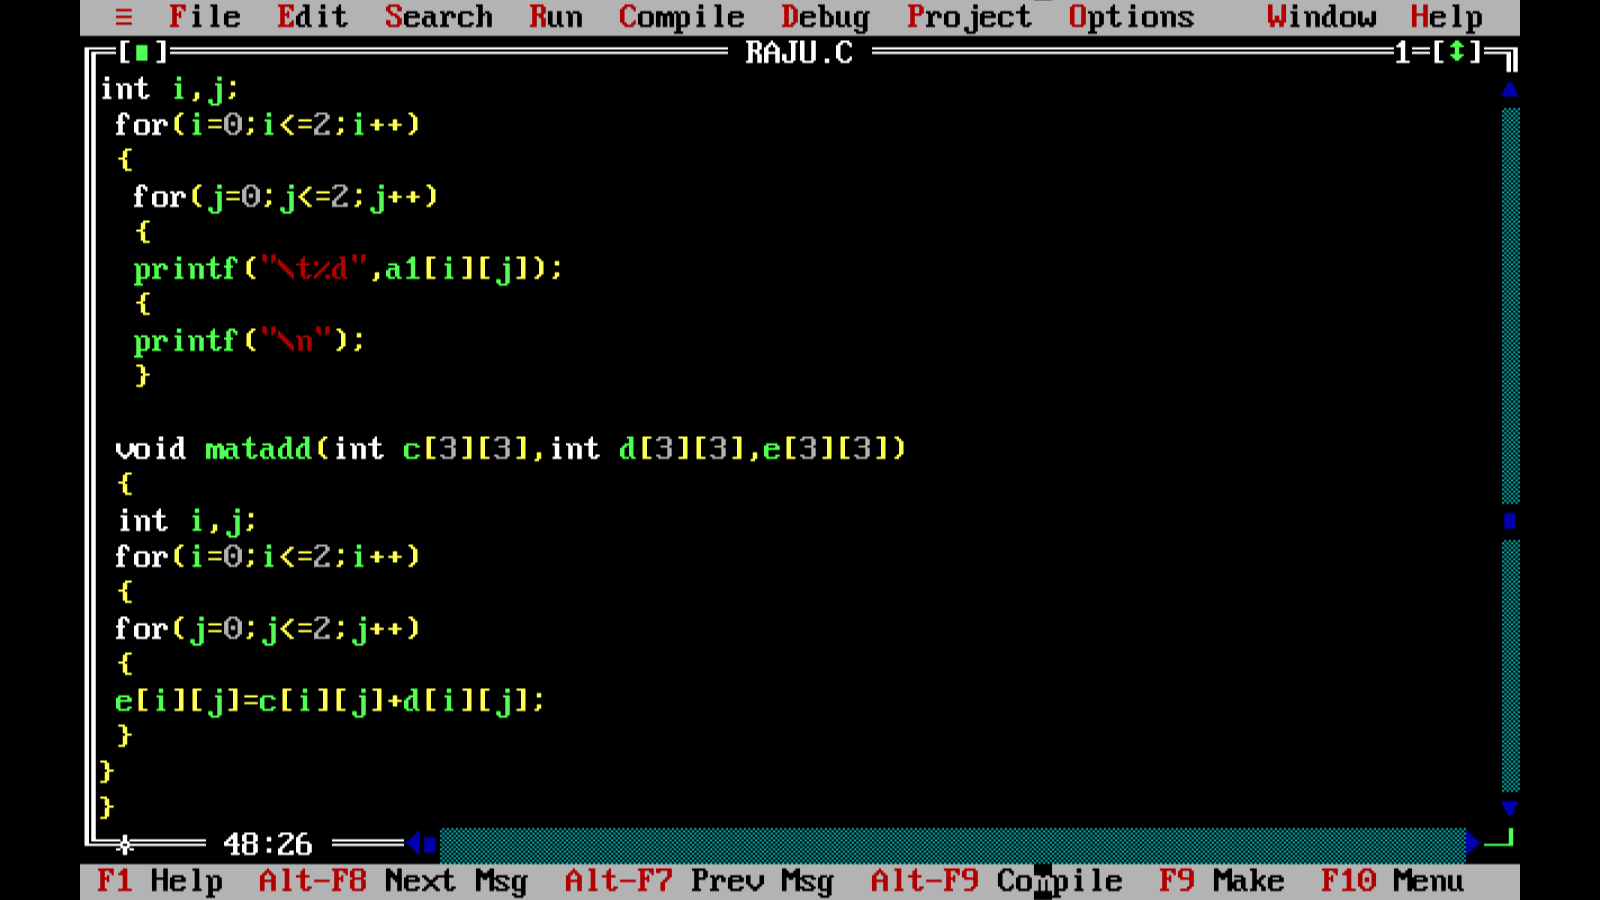 ≡ File Edit Search Run Compile Debug Project Options Window Help
[■] RAJU.C 1=[↕]
int i,j;
for(i=0;i<=2;i++)
{
for(j=0;j<=2;j++)
{
printf("\t%d",a1[i][j]);
{
printf("\n");
}
void matadd(int c[3][3],int d[3][3],e[3][3])
{
int i,j;
for(i=0;i<=2;i++)
{
for(j=0;j<=2;j++)
{
e[i][j]=c[i][j]+d[i][j];
}
}
}
48:26
F1 Help Alt-F8 Next Msg Alt-F7 Prev Msg Alt-F9 Compile F9 Make F10 Menu